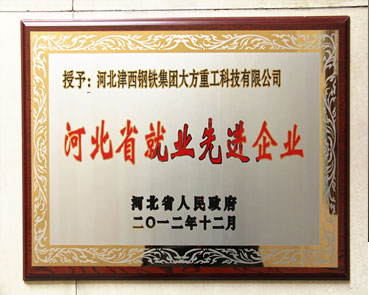 授予：河北津西钢铁集团大方重工科技有限公司
河北省就业先进企业
河北省人民政府
二〇一二年十二月